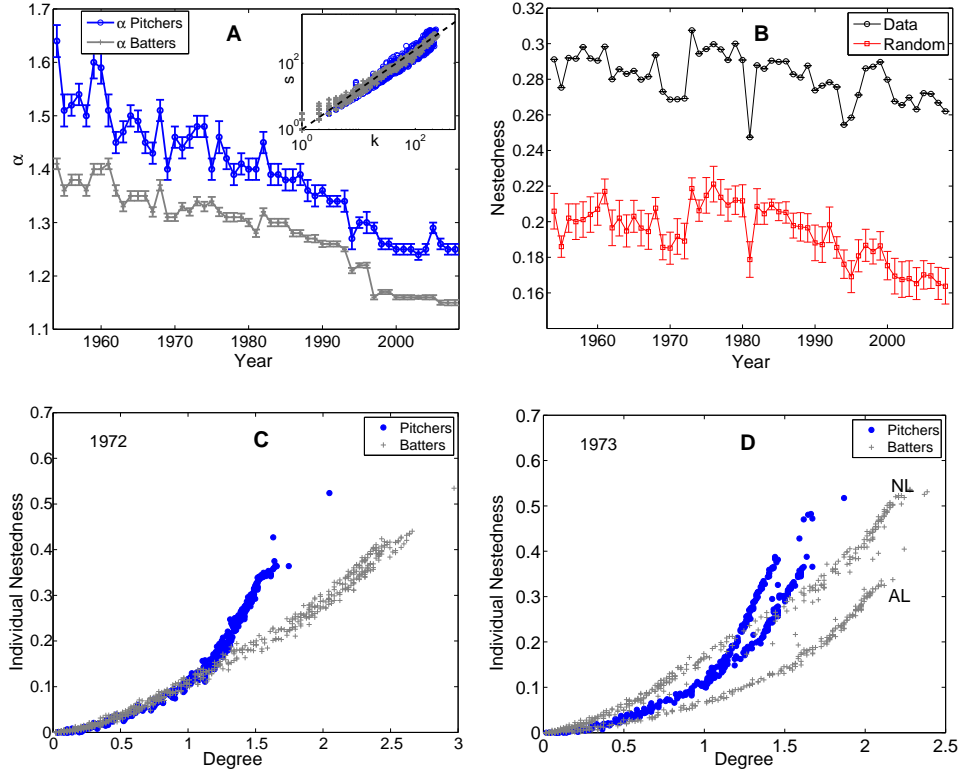 A
α Pitchers
α Batters
1.7
1.6
1.5
1.4
1.3
1.2
1.1
α
1960
1970
1980
1990
2000
Year
s
10^2
10^0
10^0
10^2
k
B
Data
Random
0.32
0.28
0.24
0.22
0.2
0.16
Nestedness
1960
1970
1980
1990
2000
Year
C
1972
Pitchers
Batters
0.7
0.6
0.5
0.4
0.3
0.2
0.1
0
Individual Nestedness
0
0.5
1
1.5
2
2.5
3
Degree
D
1973
Pitchers
Batters
NL
AL
0.7
0.6
0.5
0.4
0.3
0.2
0.1
0
Individual Nestedness
0
0.5
1
1.5
2
2.5
Degree